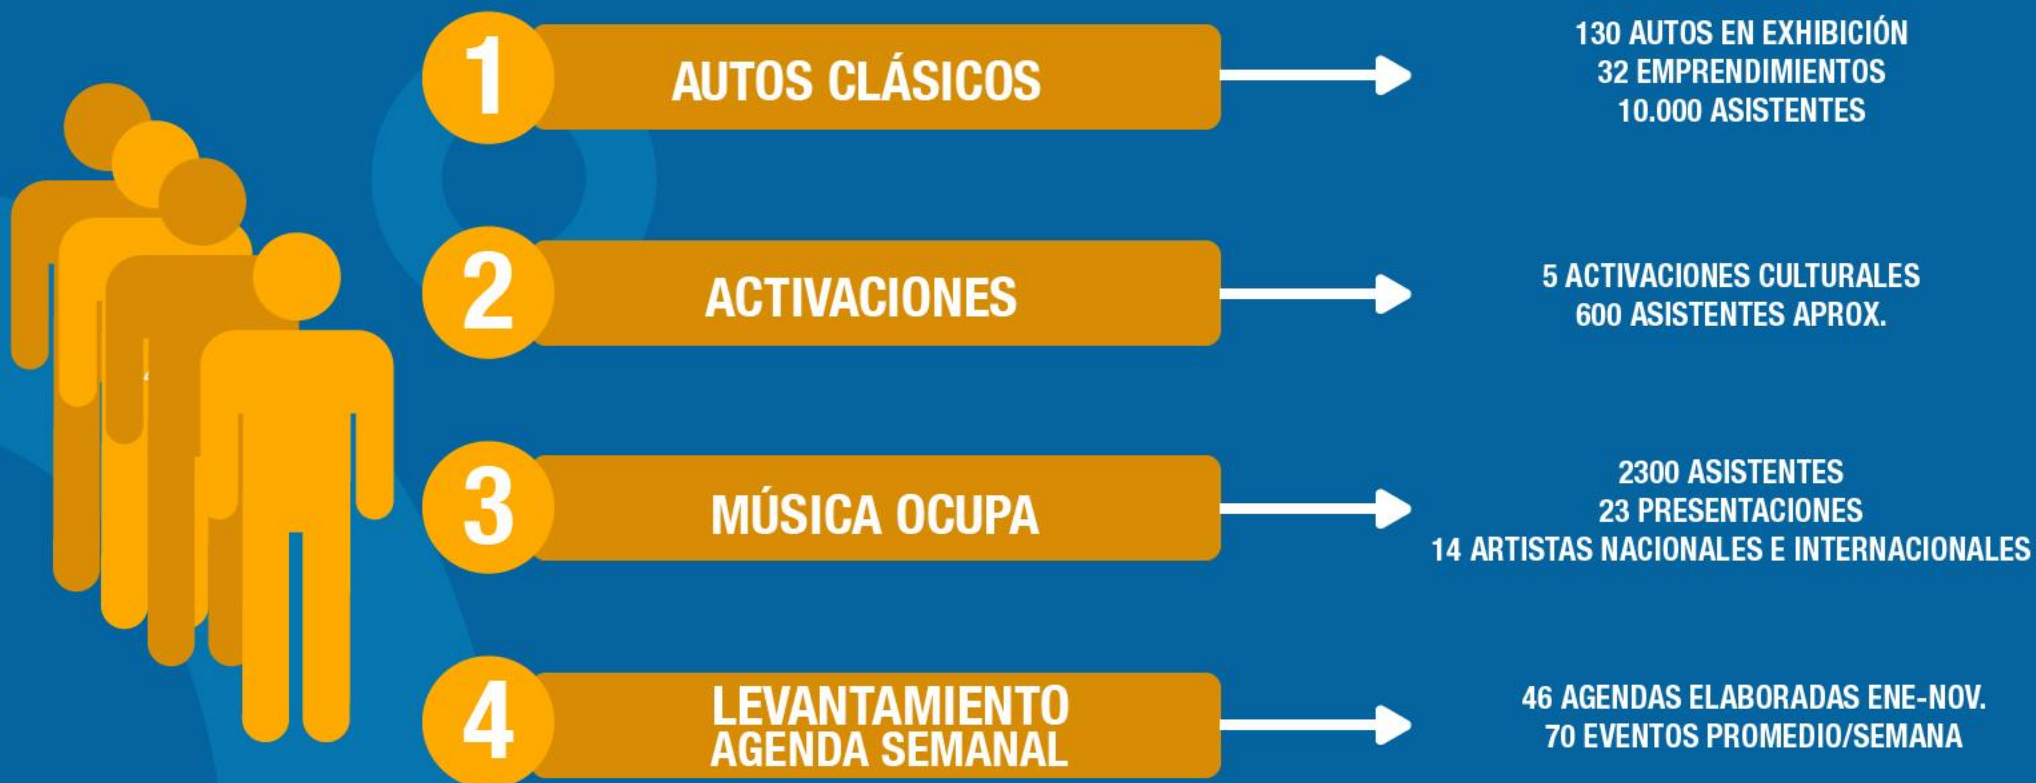 1
AUTOS CLÁSICOS
130 AUTOS EN EXHIBICIÓN
32 EMPRENDIMIENTOS
10.000 ASISTENTES
2
ACTIVACIONES
5 ACTIVACIONES CULTURALES
600 ASISTENTES APROX.
3
MÚSICA OCUPA
2300 ASISTENTES
23 PRESENTACIONES
14 ARTISTAS NACIONALES E INTERNACIONALES
4
LEVANTAMIENTO
AGENDA SEMANAL
46 AGENDAS ELABORADAS ENE-NOV.
70 EVENTOS PROMEDIO/SEMANA